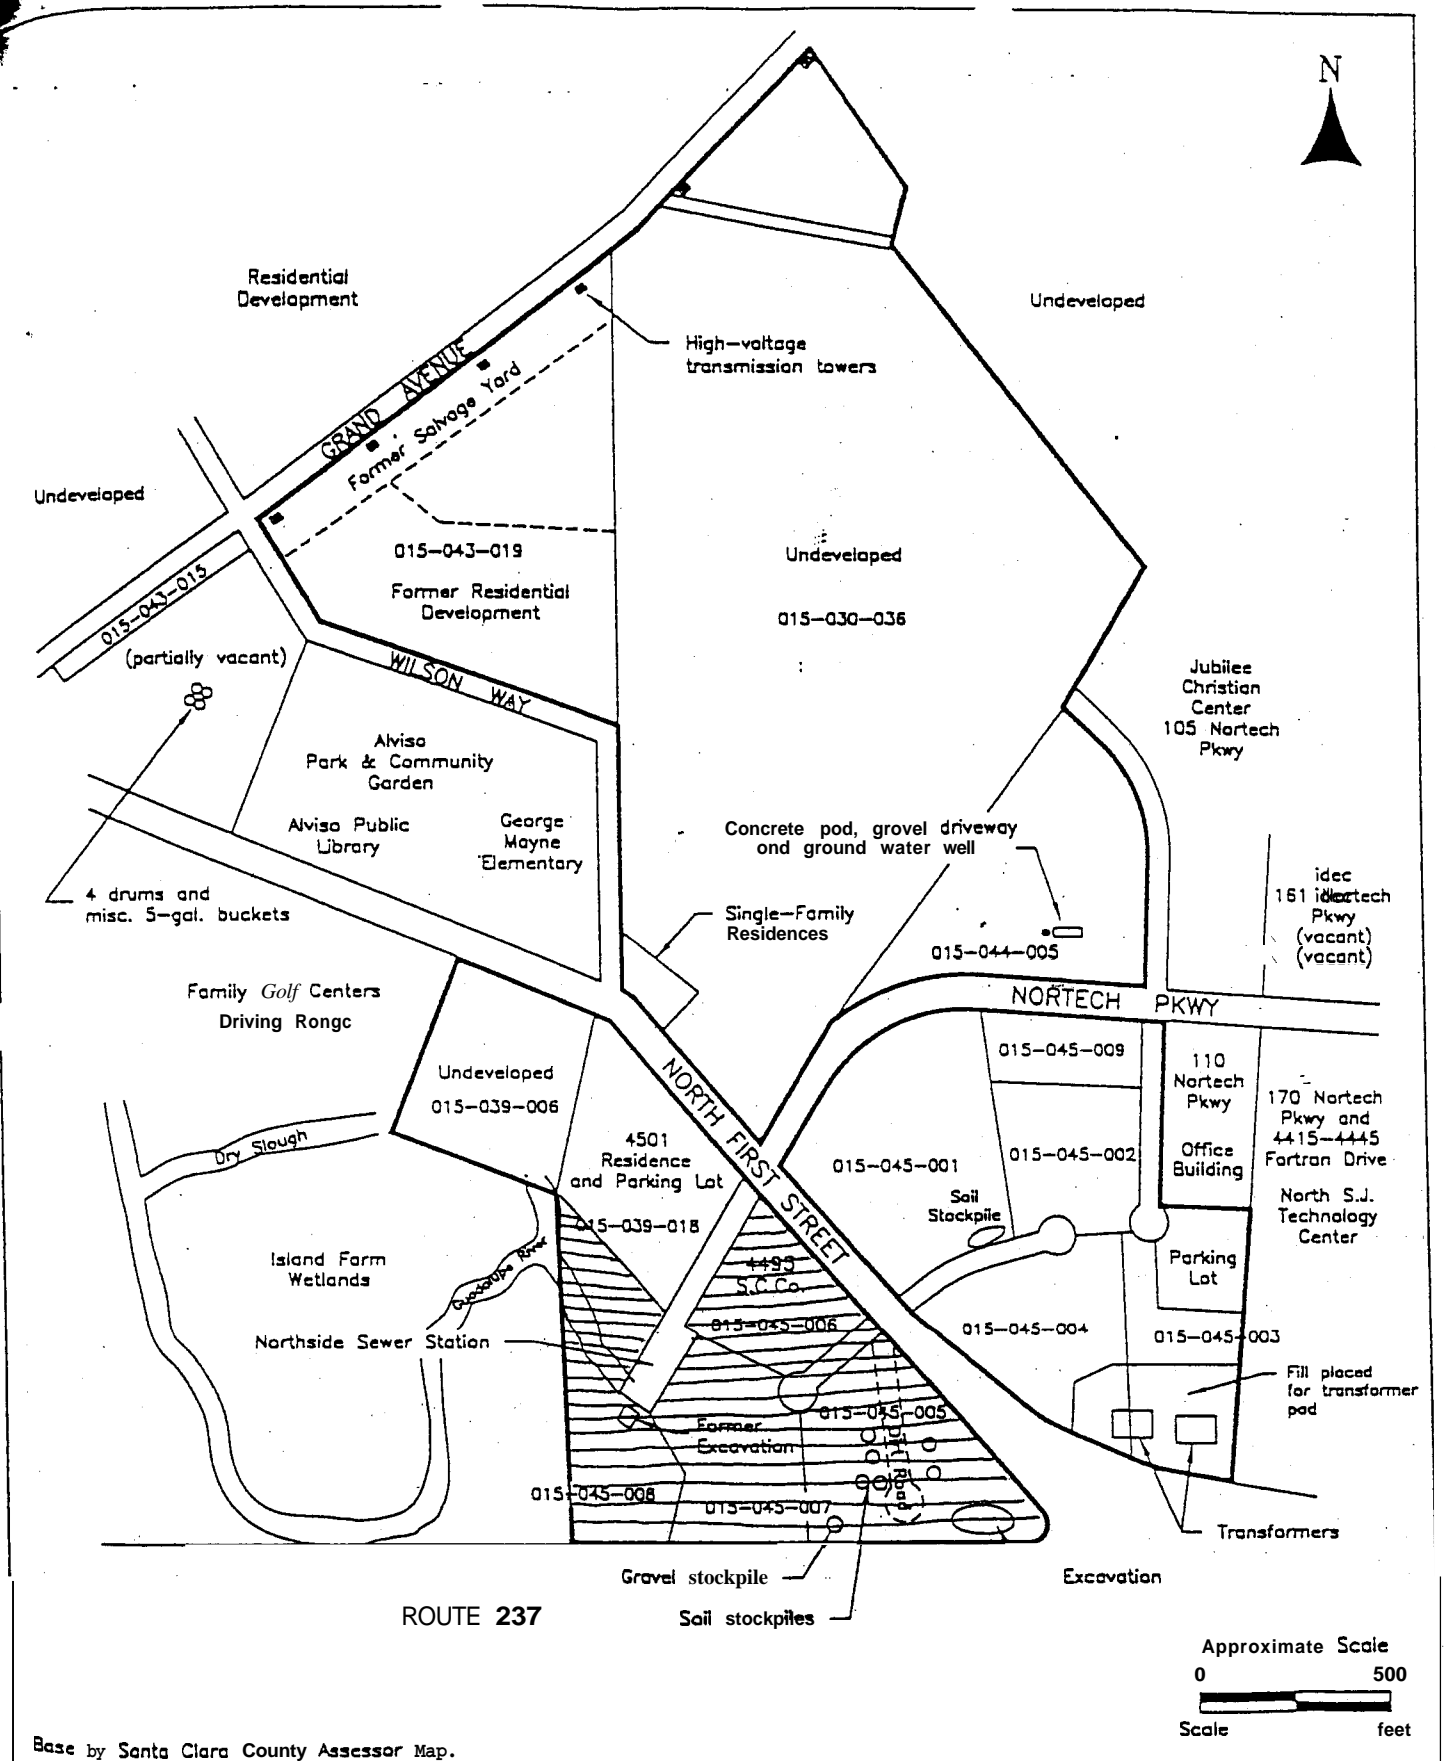 N
Residential
Development
Undeveloped
High-voltage
transmission towers
GRAND AVENUE
Former Salvage Yard
Undeveloped
015-043-019
Former Residential
Development
Undeveloped
015-030-036
015-043-015
(partially vacant)
WILSON WAY
Jubilee
Christian
Center
105 Nortech
Pkwy
Alviso
Park & Community
Garden
Alviso Public
Library
George
Mayne
Elementary
Concrete pod, grovel driveway
ond ground water well
4 drums and
misc. 5-gal. buckets
Single-Family
Residences
idec
161 Nortech
Pkwy
(vacant)
(vacant)
015-044-005
Family Golf Centers
Driving Rongc
NORTECH PKWY
Undeveloped
015-039-006
NORTH FIRST STREET
015-045-009
110
Nortech
Pkwy
Office
Building
170 Nortech
Pkwy and
4415-4445
Fortran Drive
North S.J.
Technology
Center
Dry Slough
4501
Residence
and Parking Lot
015-039-018
015-045-001
015-045-002
Soil
Stockpile
Island Farm
Wetlands
Guadalupe River
4495
S.C.Co.
015-045-006
Parking
Lot
Northside Sewer Station
015-045-004
015-045-003
Fill placed
for transformer
pad
015-045-005
Former
Excavation
Dirt Road
015-045-008
015-045-007
Transformers
Gravel stockpile
Excavation
ROUTE 237
Soil stockpiles
Approximate Scale
0 500
Scale feet
Base by Santa Clara County Assessor Map.